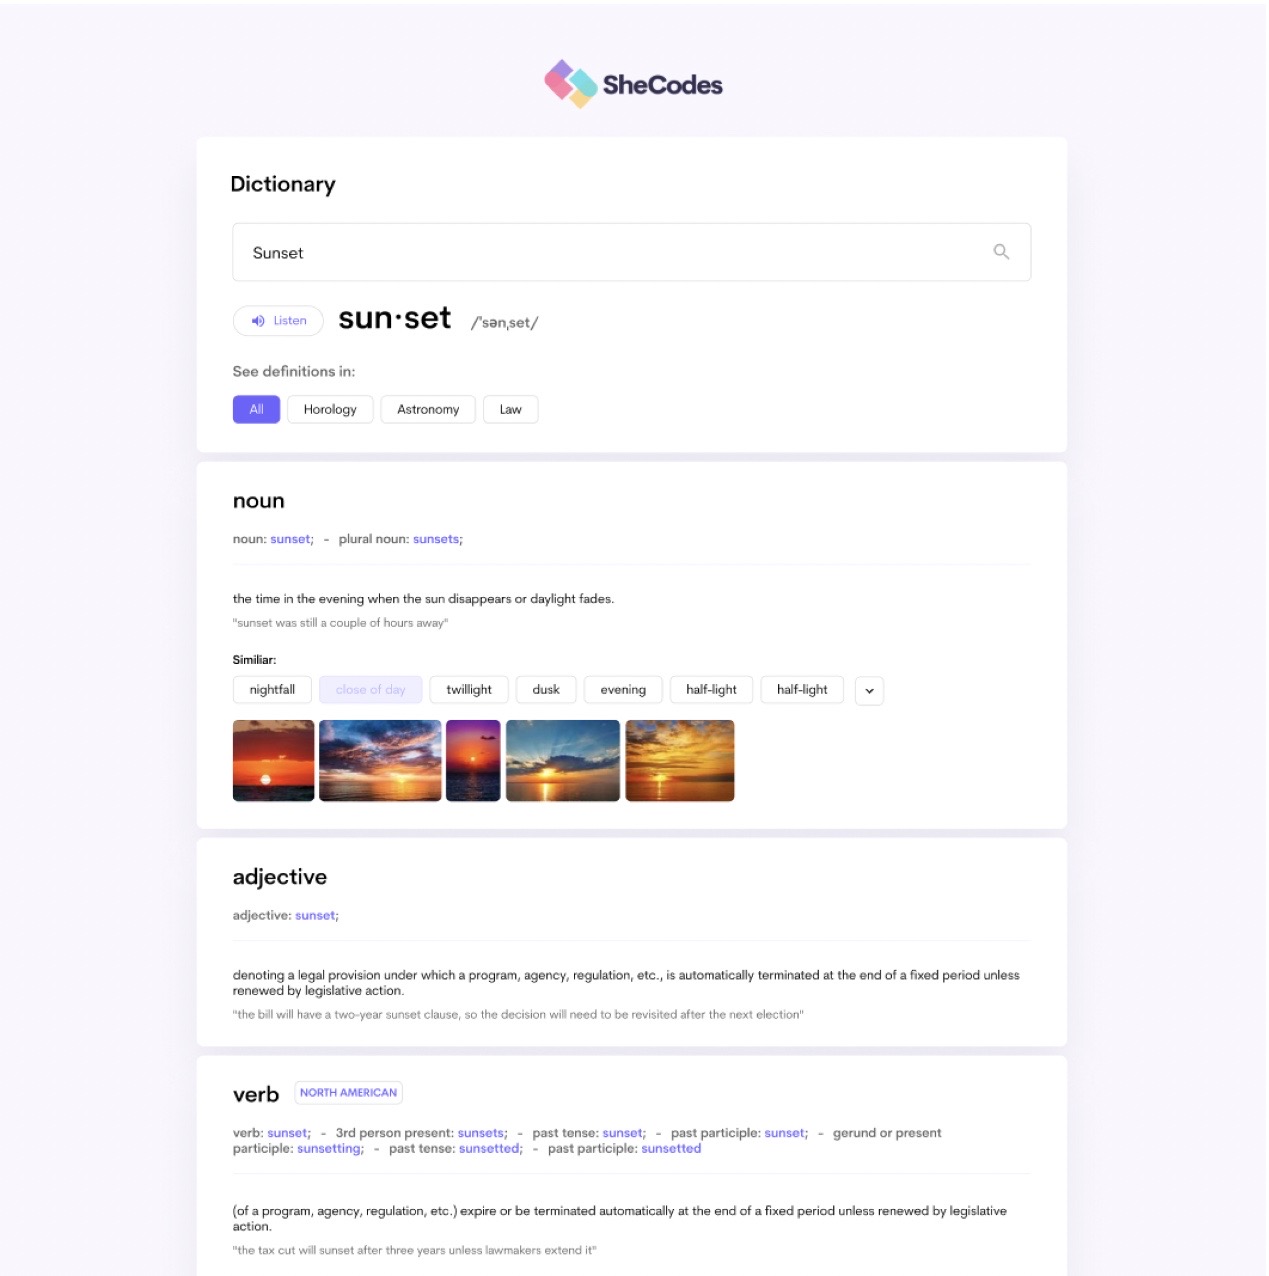 SheCodes
Dictionary
Sunset
Listen sun·set /ˈsənˌset/
See definitions in:
All Horology Astronomy Law
noun
noun: sunset; - plural noun: sunsets;
the time in the evening when the sun disappears or daylight fades.
"sunset was still a couple of hours away"
Similiar:
nightfall close of day twillight dusk evening half-light half-light
adjective
adjective: sunset;
denoting a legal provision under which a program, agency, regulation, etc., is automatically terminated at the end of a fixed period unless
renewed by legislative action.
"the bill will have a two-year sunset clause, so the decision will need to be revisited after the next election"
verb NORTH AMERICAN
verb: sunset; - 3rd person present: sunsets; - past tense: sunset; - past participle: sunset; - gerund or present
participle: sunsetting; - past tense: sunsetted; - past participle: sunsetted
(of a program, agency, regulation, etc.) expire or be terminated automatically at the end of a fixed period unless renewed by legislative
action.
"the tax cut will sunset after three years unless lawmakers extend it"